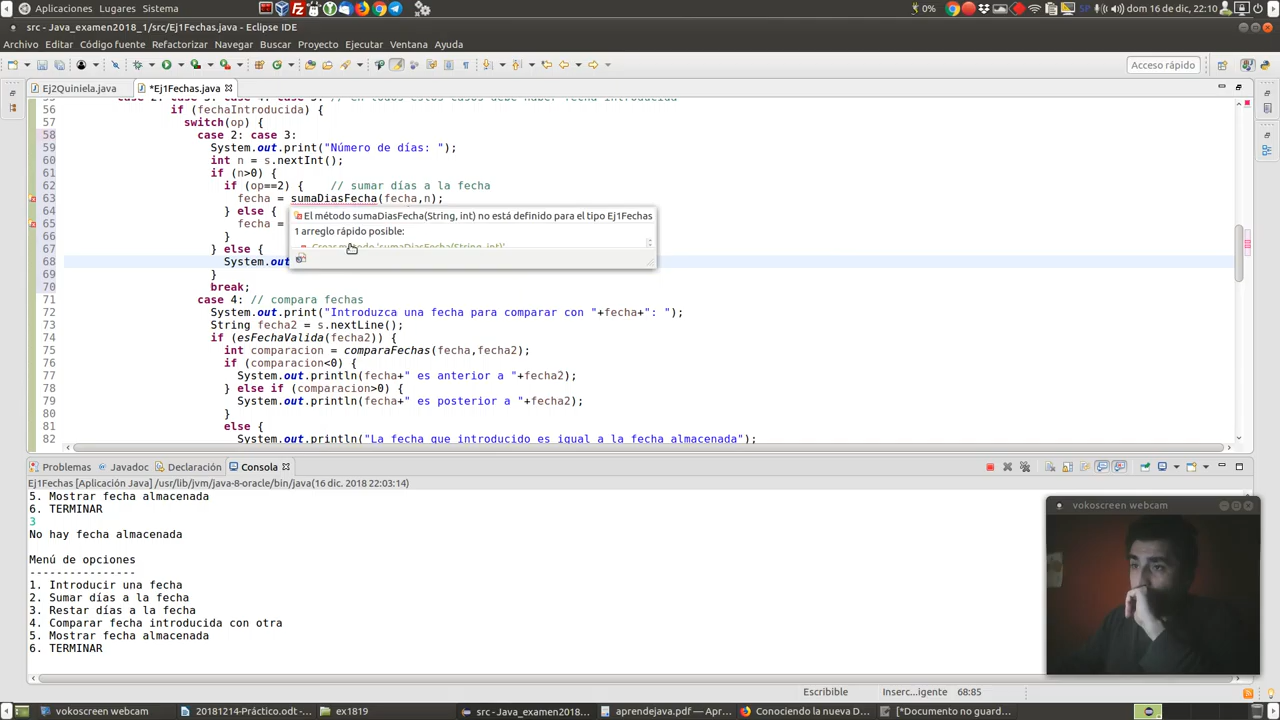 Aplicaciones Lugares Sistema
0% SP dom 16 de dic, 22:10
src - Java_examen2018_1/src/Ej1Fechas.java - Eclipse IDE
Archivo Editar Código fuente Refactorizar Navegar Buscar Proyecto Ejecutar Ventana Ayuda
Acceso rápido
Ej2Quiniela.java *Ej1Fechas.java
56 if (fechaIntroducida) {
57 switch(op) {
58 case 2: case 3:
59 System.out.print("Número de días: ");
60 int n = s.nextInt();
61 if (n>0) {
62 if (op==2) { // sumar días a la fecha
63 fecha = sumaDiasFecha(fecha,n);
64 } else {
El método sumaDiasFecha(String, int) no está definido para el tipo Ej1Fechas
65 fecha =
1 arreglo rápido posible:
66 }
Crear método 'sumaDiasFecha(String, int)'
67 } else {
68 System.out
69 }
70 break;
71 case 4: // compara fechas
72 System.out.print("Introduzca una fecha para comparar con "+fecha+": ");
73 String fecha2 = s.nextLine();
74 if (esFechaValida(fecha2)) {
75 int comparacion = comparaFechas(fecha,fecha2);
76 if (comparacion<0) {
77 System.out.println(fecha+" es anterior a "+fecha2);
78 } else if (comparacion>0) {
79 System.out.println(fecha+" es posterior a "+fecha2);
80 }
81 else {
82 System.out.println("La fecha que introducido es igual a la fecha almacenada");
Problemas Javadoc Declaración Consola
Ej1Fechas [Aplicación Java] /usr/lib/jvm/java-8-oracle/bin/java(16 dic. 2018 22:03:14)
5. Mostrar fecha almacenada
6. TERMINAR
3
No hay fecha almacenada
Menú de opciones
----------------
1. Introducir una fecha
2. Sumar días a la fecha
3. Restar días a la fecha
4. Comparar fecha introducida con otra
5. Mostrar fecha almacenada
6. TERMINAR
vokoscreen webcam
Escribible Inserc...igente 68:85
vokoscreen webcam 20181214-Práctico.odt -... ex1819 src - Java_examen2018... aprendejava.pdf — Apr... Conociendo la nueva D... [*Documento no guard...